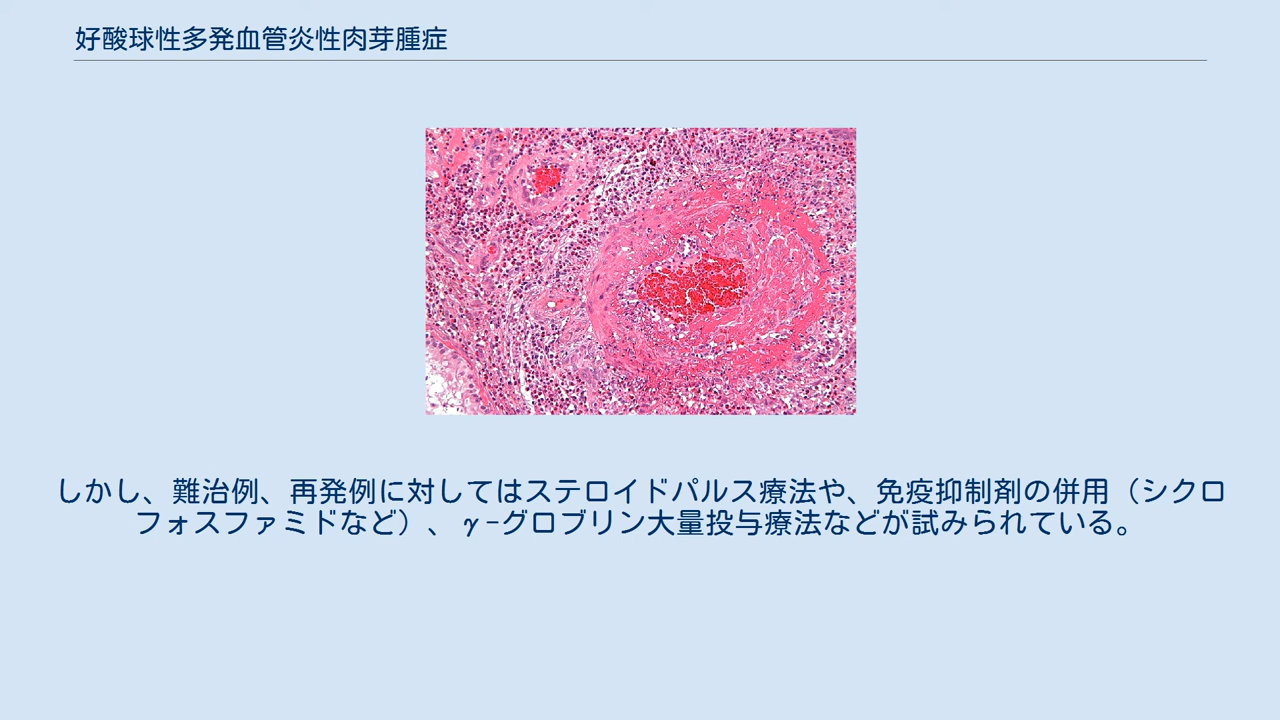 好酸球性多発血管炎性肉芽腫症
しかし、難治例、再発例に対してはステロイドパルス療法や、免疫抑制剤の併用（シクロ
フォスファミドなど）、γ-グロブリン大量投与療法などが試みられている。